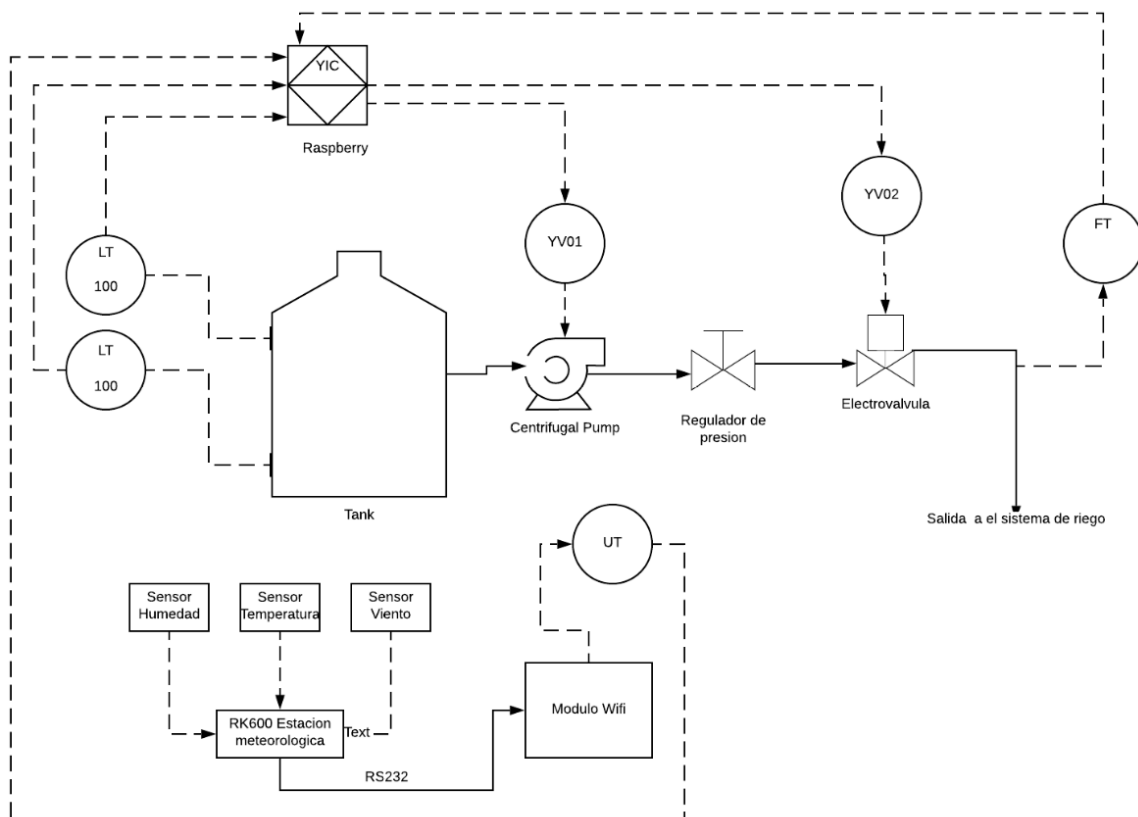 YIC
Raspberry
YV02
FT
YV01
LT
100
LT
100
Electrovalvula
Centrifugal Pump
Regulador de
presion
Tank
Salida a el sistema de riego
UT
Sensor
Humedad
Sensor
Temperatura
Sensor
Viento
Modulo Wifi
RK600 Estacion
meteorologica
Text
RS232